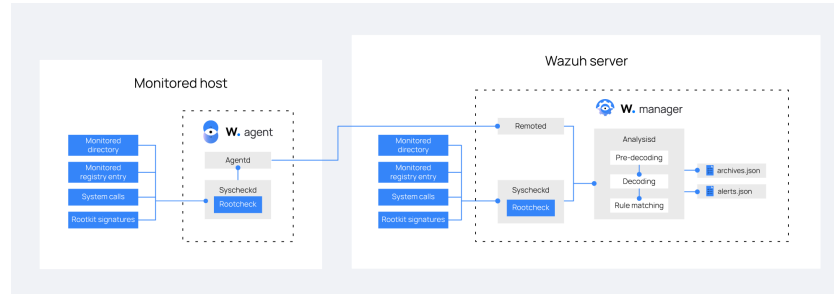 Monitored host
W. agent
Monitored
directory
Monitored
registry entry
System calls
Rootkit signatures
Agentd
Syscheckd
Rootcheck
Wazuh server
W. manager
Monitored
directory
Monitored
registry entry
System calls
Rootkit signatures
Remoted
Syscheckd
Rootcheck
Analysisd
Pre-decoding
Decoding
Rule matching
archives.json
alerts.json